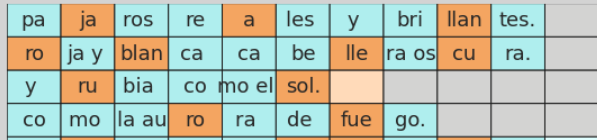 pa ja ros re a les y bri llan tes.
ro ja y blan ca ca be lle ra os cu ra.
y ru bia co mo el sol.
co mo la au ro ra de fue go.